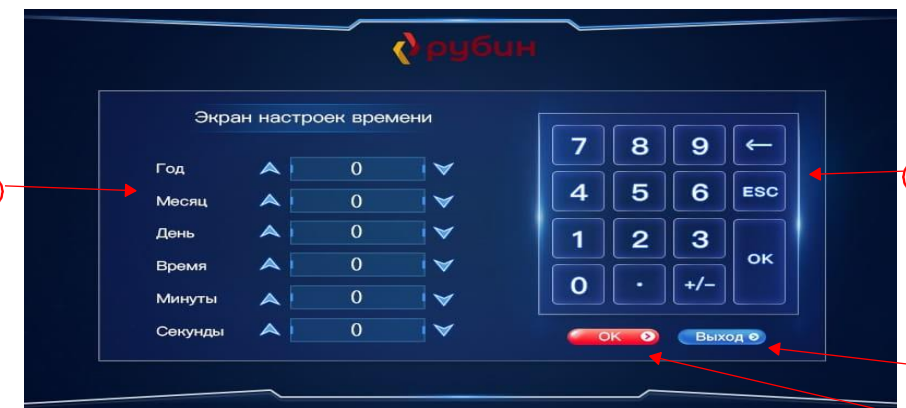 рубин
Экран настроек времени
Год 0
Месяц 0
День 0
Время 0
Минуты 0
Секунды 0
7 8 9 ←
4 5 6 ESC
1 2 3
OK
0 . +/-
OK Выход